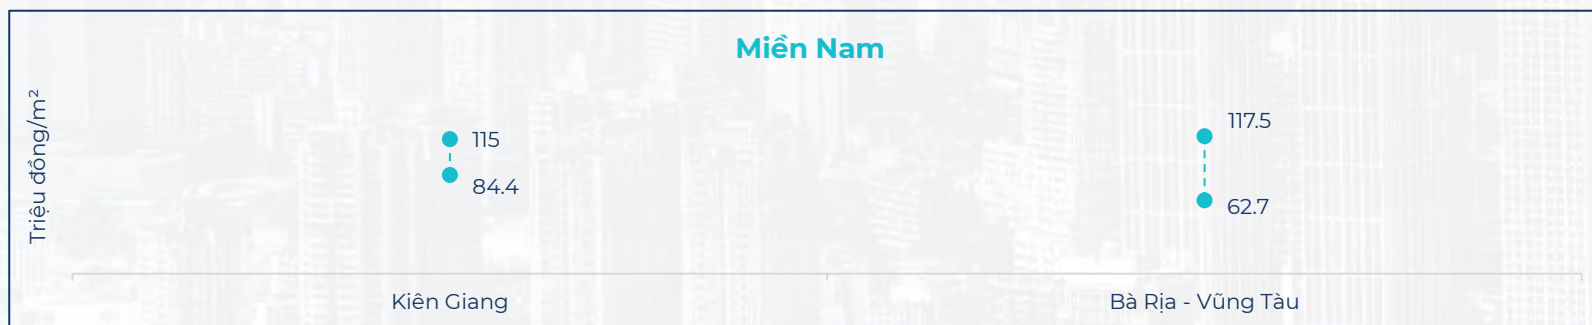 Miền Nam
Triệu đồng/m²
115
84.4
117.5
62.7
Kiên Giang
Bà Rịa - Vũng Tàu